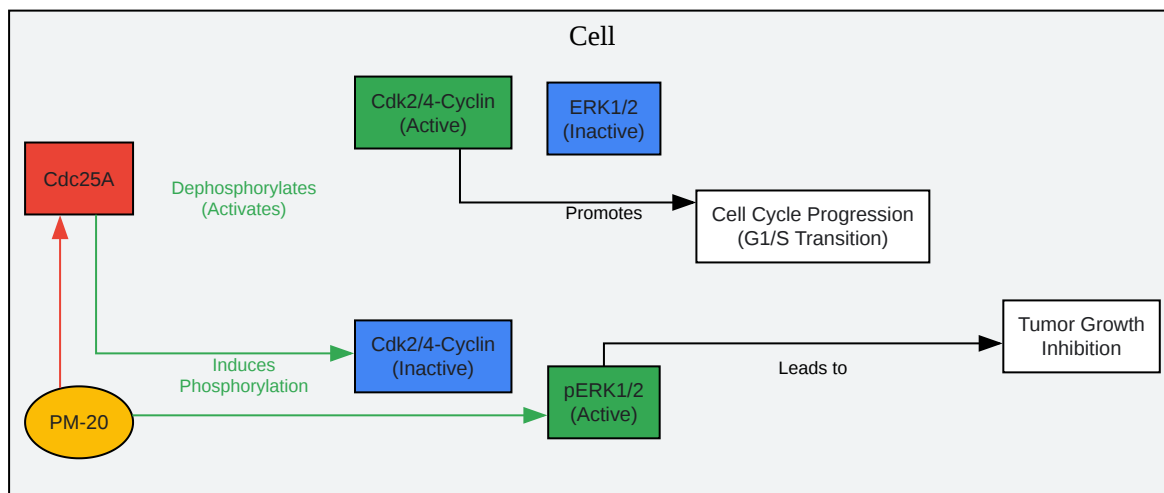 Cell
Cdk2/4-Cyclin
(Active)
ERK1/2
(Inactive)
Cdc25A
Dephosphorylates
(Activates)
Promotes
Cell Cycle Progression
(G1/S Transition)
Cdk2/4-Cyclin
(Inactive)
Tumor Growth
Inhibition
Induces
Phosphorylation
Leads to
PM-20
pERK1/2
(Active)